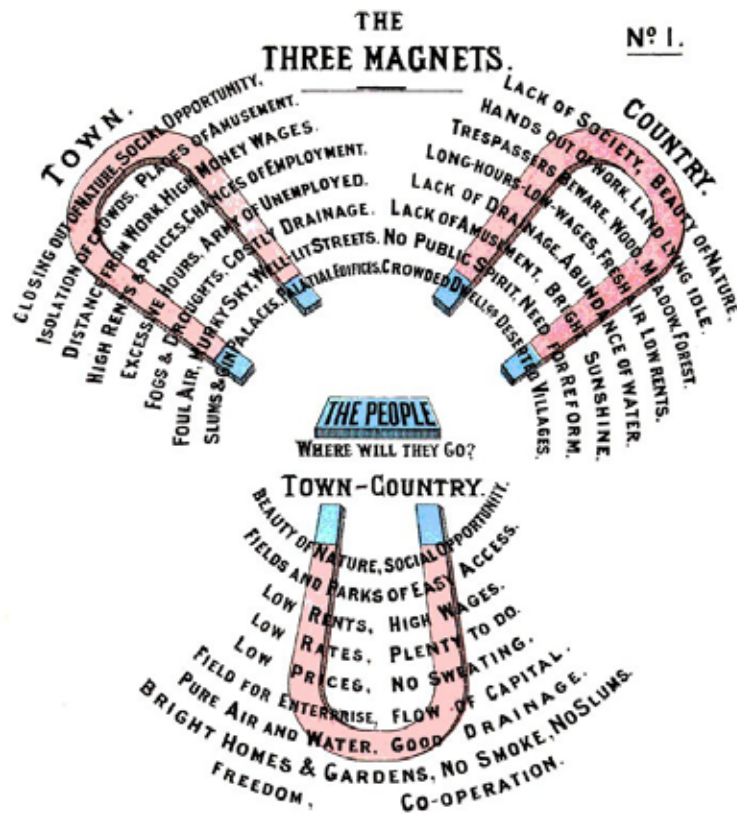 THE
THREE MAGNETS.
Nº 1.
TOWN.
CLOSING OUT OF NATURE. SOCIAL OPPORTUNITY.
ISOLATION OF CROWDS. PLACES OF AMUSEMENT.
DISTANCE FROM WORK. HIGH MONEY WAGES.
HIGH RENTS & PRICES. CHANCES OF EMPLOYMENT.
EXCESSIVE HOURS. ARMY OF UNEMPLOYED.
FOGS & DROUGHTS. COSTLY DRAINAGE.
FOUL AIR. MURKY SKY. WELL-LIT STREETS.
SLUMS & GIN PALACES. PALATIAL EDIFICES.
COUNTRY.
LACK OF SOCIETY, BEAUTY OF NATURE.
HANDS OUT OF WORK, LAND LYING IDLE.
TRESPASSERS BEWARE. WOOD, MEADOW, FOREST.
LONG-HOURS-LOW-WAGES. FRESH AIR LOW RENTS.
LACK OF DRAINAGE. ABUNDANCE OF WATER.
LACK OF AMUSEMENT. BRIGHT SUNSHINE.
NO PUBLIC SPIRIT. NEED FOR REFORM.
CROWDED DWELLGS DESERTED VILLAGES.
THE PEOPLE
WHERE WILL THEY GO?
TOWN-COUNTRY.
BEAUTY OF NATURE, SOCIAL OPPORTUNITY.
FIELDS AND PARKS OF EASY ACCESS.
LOW RENTS, HIGH WAGES.
LOW RATES, PLENTY TO DO.
LOW PRICES, NO SWEATING.
FIELD FOR ENTERPRISE, FLOW OF CAPITAL.
PURE AIR AND WATER. GOOD DRAINAGE.
BRIGHT HOMES & GARDENS, NO SMOKE, NO SLUMS.
FREEDOM, CO-OPERATION.